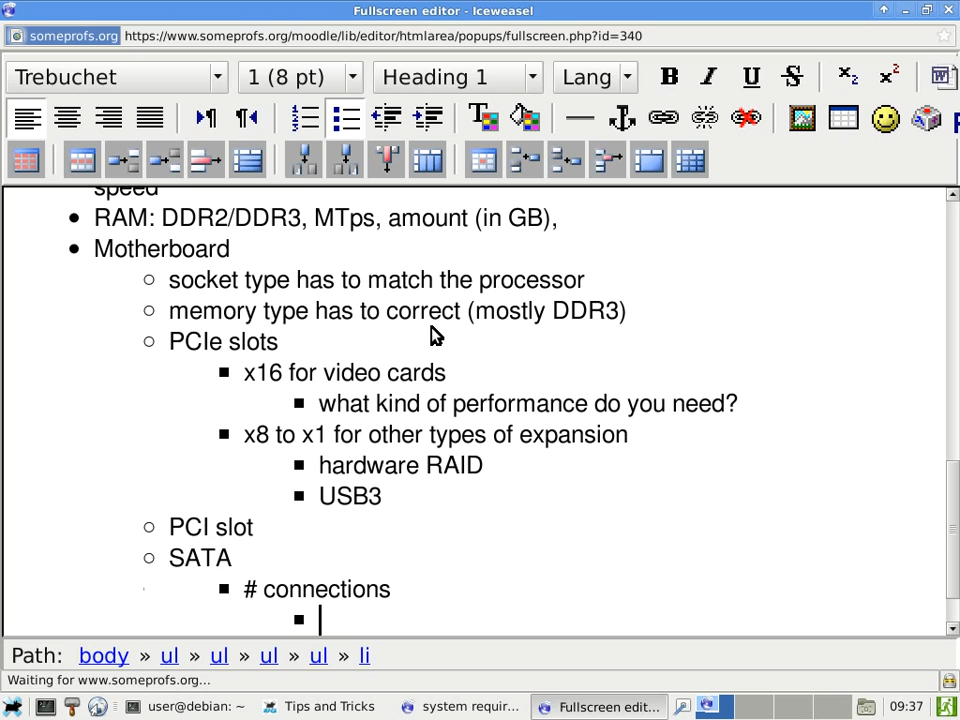 Fullscreen editor - Iceweasel
someprofs.org https://www.someprofs.org/moodle/lib/editor/htmlarea/popups/fullscreen.php?id=340
Trebuchet 1 (8 pt) Heading 1 Lang B I U S x2 x2 W
1 2 3
speed
RAM: DDR2/DDR3, MTps, amount (in GB),
Motherboard
socket type has to match the processor
memory type has to correct (mostly DDR3)
PCIe slots
x16 for video cards
what kind of performance do you need?
x8 to x1 for other types of expansion
hardware RAID
USB3
PCI slot
SATA
# connections
Path: body » ul » ul » ul » ul » li
Waiting for www.someprofs.org...
user@debian: ~ Tips and Tricks system requir... Fullscreen edit... 09:37